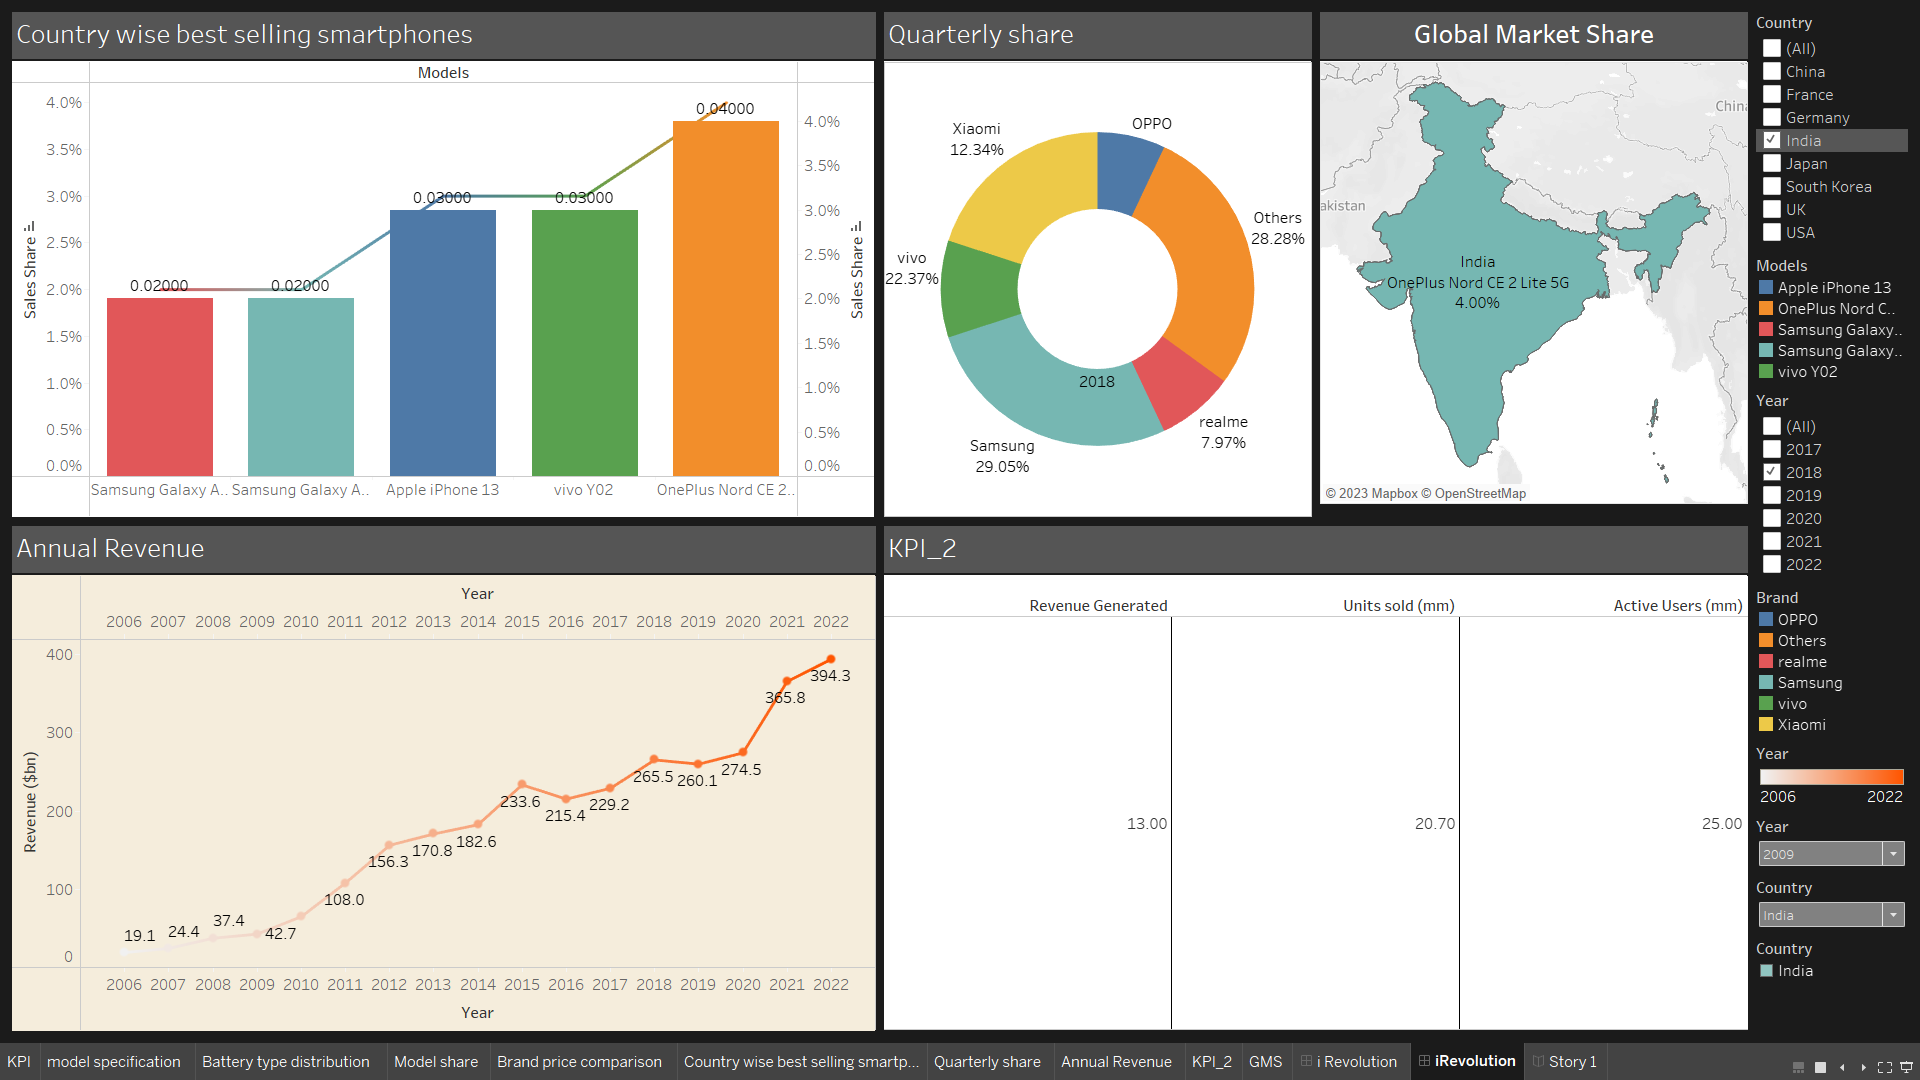 Country wise best selling smartphones
Models
4.0%
3.5%
3.0%
2.5%
2.0%
1.5%
1.0%
0.5%
0.0%
Sales Share
0.02000
0.02000
0.03000
0.03000
0.04000
4.0%
3.5%
3.0%
2.5%
2.0%
1.5%
1.0%
0.5%
0.0%
Sales Share
Samsung Galaxy A..
Samsung Galaxy A..
Apple iPhone 13
vivo Y02
OnePlus Nord CE 2..
Quarterly share
OPPO
Xiaomi
12.34%
Others
28.28%
vivo
22.37%
2018
realme
7.97%
Samsung
29.05%
Global Market Share
China
akistan
India
OnePlus Nord CE 2 Lite 5G
4.00%
© 2023 Mapbox © OpenStreetMap
Annual Revenue
Year
2006 2007 2008 2009 2010 2011 2012 2013 2014 2015 2016 2017 2018 2019 2020 2021 2022
400
300
200
100
0
Revenue ($bn)
19.1
24.4
37.4
42.7
108.0
156.3
170.8
182.6
233.6
215.4
229.2
265.5
260.1
274.5
365.8
394.3
2006 2007 2008 2009 2010 2011 2012 2013 2014 2015 2016 2017 2018 2019 2020 2021 2022
Year
KPI_2
Revenue Generated
Units sold (mm)
Active Users (mm)
13.00
20.70
25.00
Country
(All)
China
France
Germany
India
Japan
South Korea
UK
USA
Models
Apple iPhone 13
OnePlus Nord C..
Samsung Galaxy..
Samsung Galaxy..
vivo Y02
Year
(All)
2017
2018
2019
2020
2021
2022
Brand
OPPO
Others
realme
Samsung
vivo
Xiaomi
Year
2006 2022
Year
2009
Country
India
Country
India
KPI
model specification
Battery type distribution
Model share
Brand price comparison
Country wise best selling smartp...
Quarterly share
Annual Revenue
KPI_2
GMS
i Revolution
iRevolution
Story 1